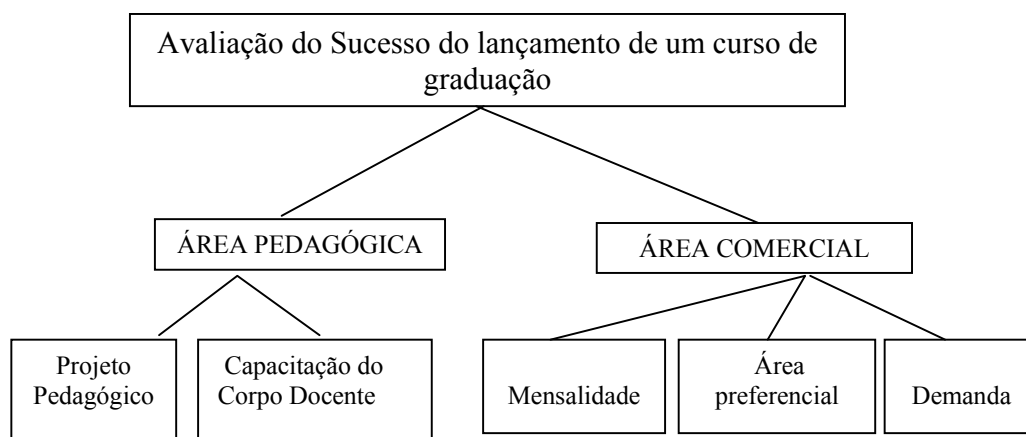 Avaliação do Sucesso do lançamento de um curso de
graduação
ÁREA PEDAGÓGICA
ÁREA COMERCIAL
Projeto
Pedagógico
Capacitação do
Corpo Docente
Mensalidade
Área
preferencial
Demanda